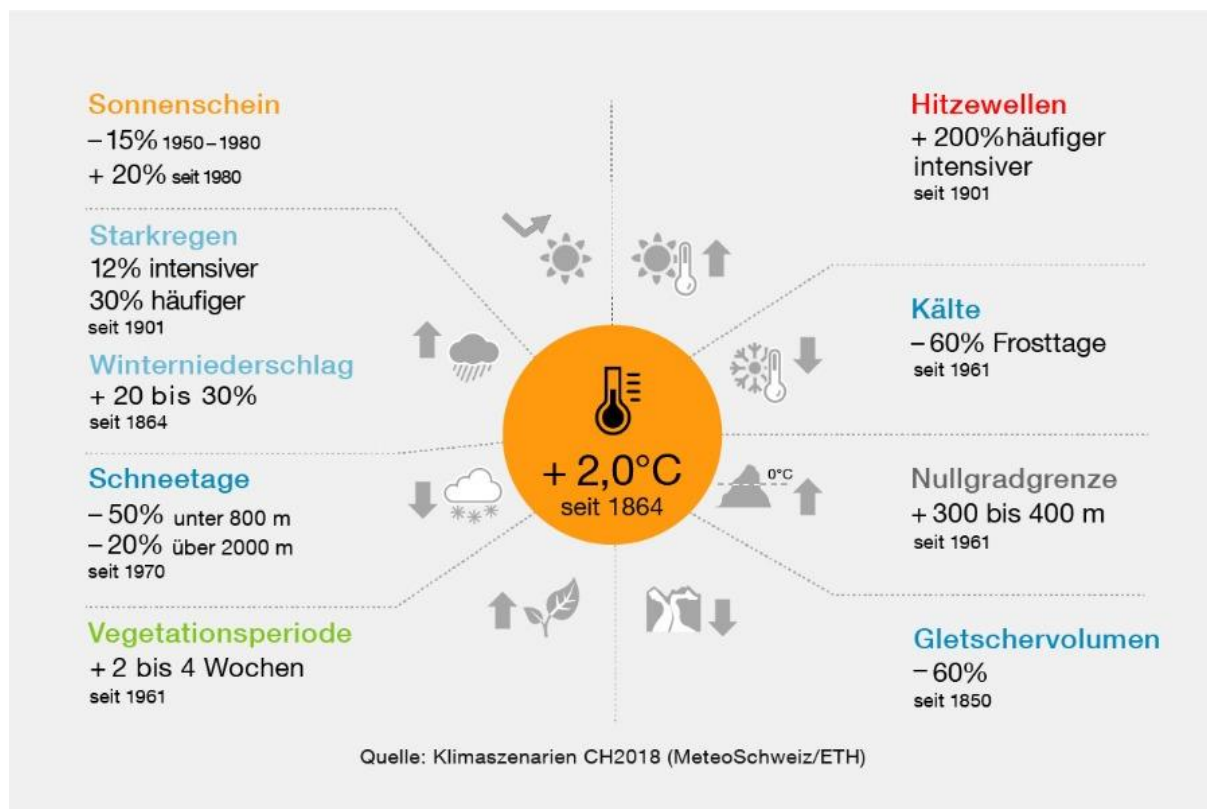 Sonnenschein
– 15% 1950–1980
+ 20% seit 1980
Starkregen
12% intensiver
30% häufiger
seit 1901
Winterniederschlag
+ 20 bis 30%
seit 1864
Schneetage
– 50% unter 800 m
– 20% über 2000 m
seit 1970
Vegetationsperiode
+ 2 bis 4 Wochen
seit 1961
+ 2,0°C
seit 1864
Hitzewellen
+ 200% häufiger
intensiver
seit 1901
Kälte
– 60% Frosttage
seit 1961
0°C
Nullgradgrenze
+ 300 bis 400 m
seit 1961
Gletschervolumen
– 60%
seit 1850
Quelle: Klimaszenarien CH2018 (MeteoSchweiz/ETH)